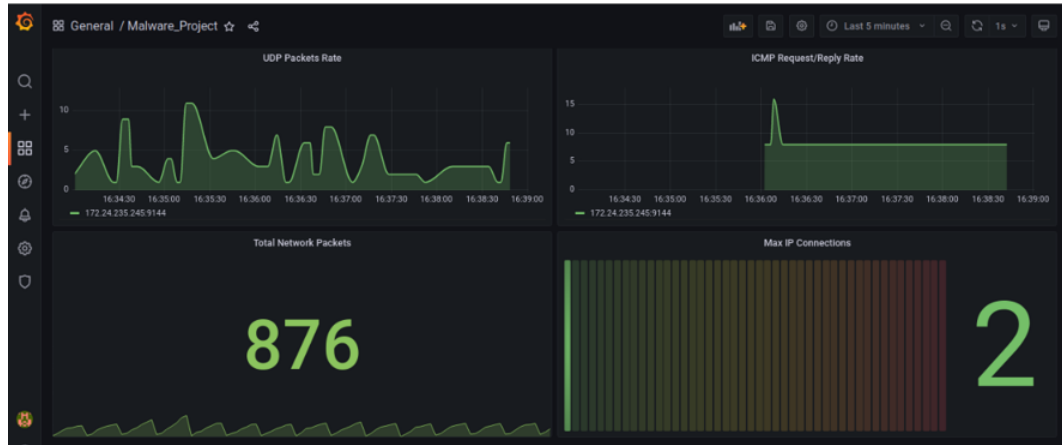 General / Malware_Project
Last 5 minutes
1s
UDP Packets Rate
10
5
0
16:34:30 16:35:00 16:35:30 16:36:00 16:36:30 16:37:00 16:37:30 16:38:00 16:38:30 16:39:00
172.24.235.245:9144
ICMP Request/Reply Rate
15
10
5
0
16:34:30 16:35:00 16:35:30 16:36:00 16:36:30 16:37:00 16:37:30 16:38:00 16:38:30 16:39:00
172.24.235.245:9144
Total Network Packets
876
Max IP Connections
2